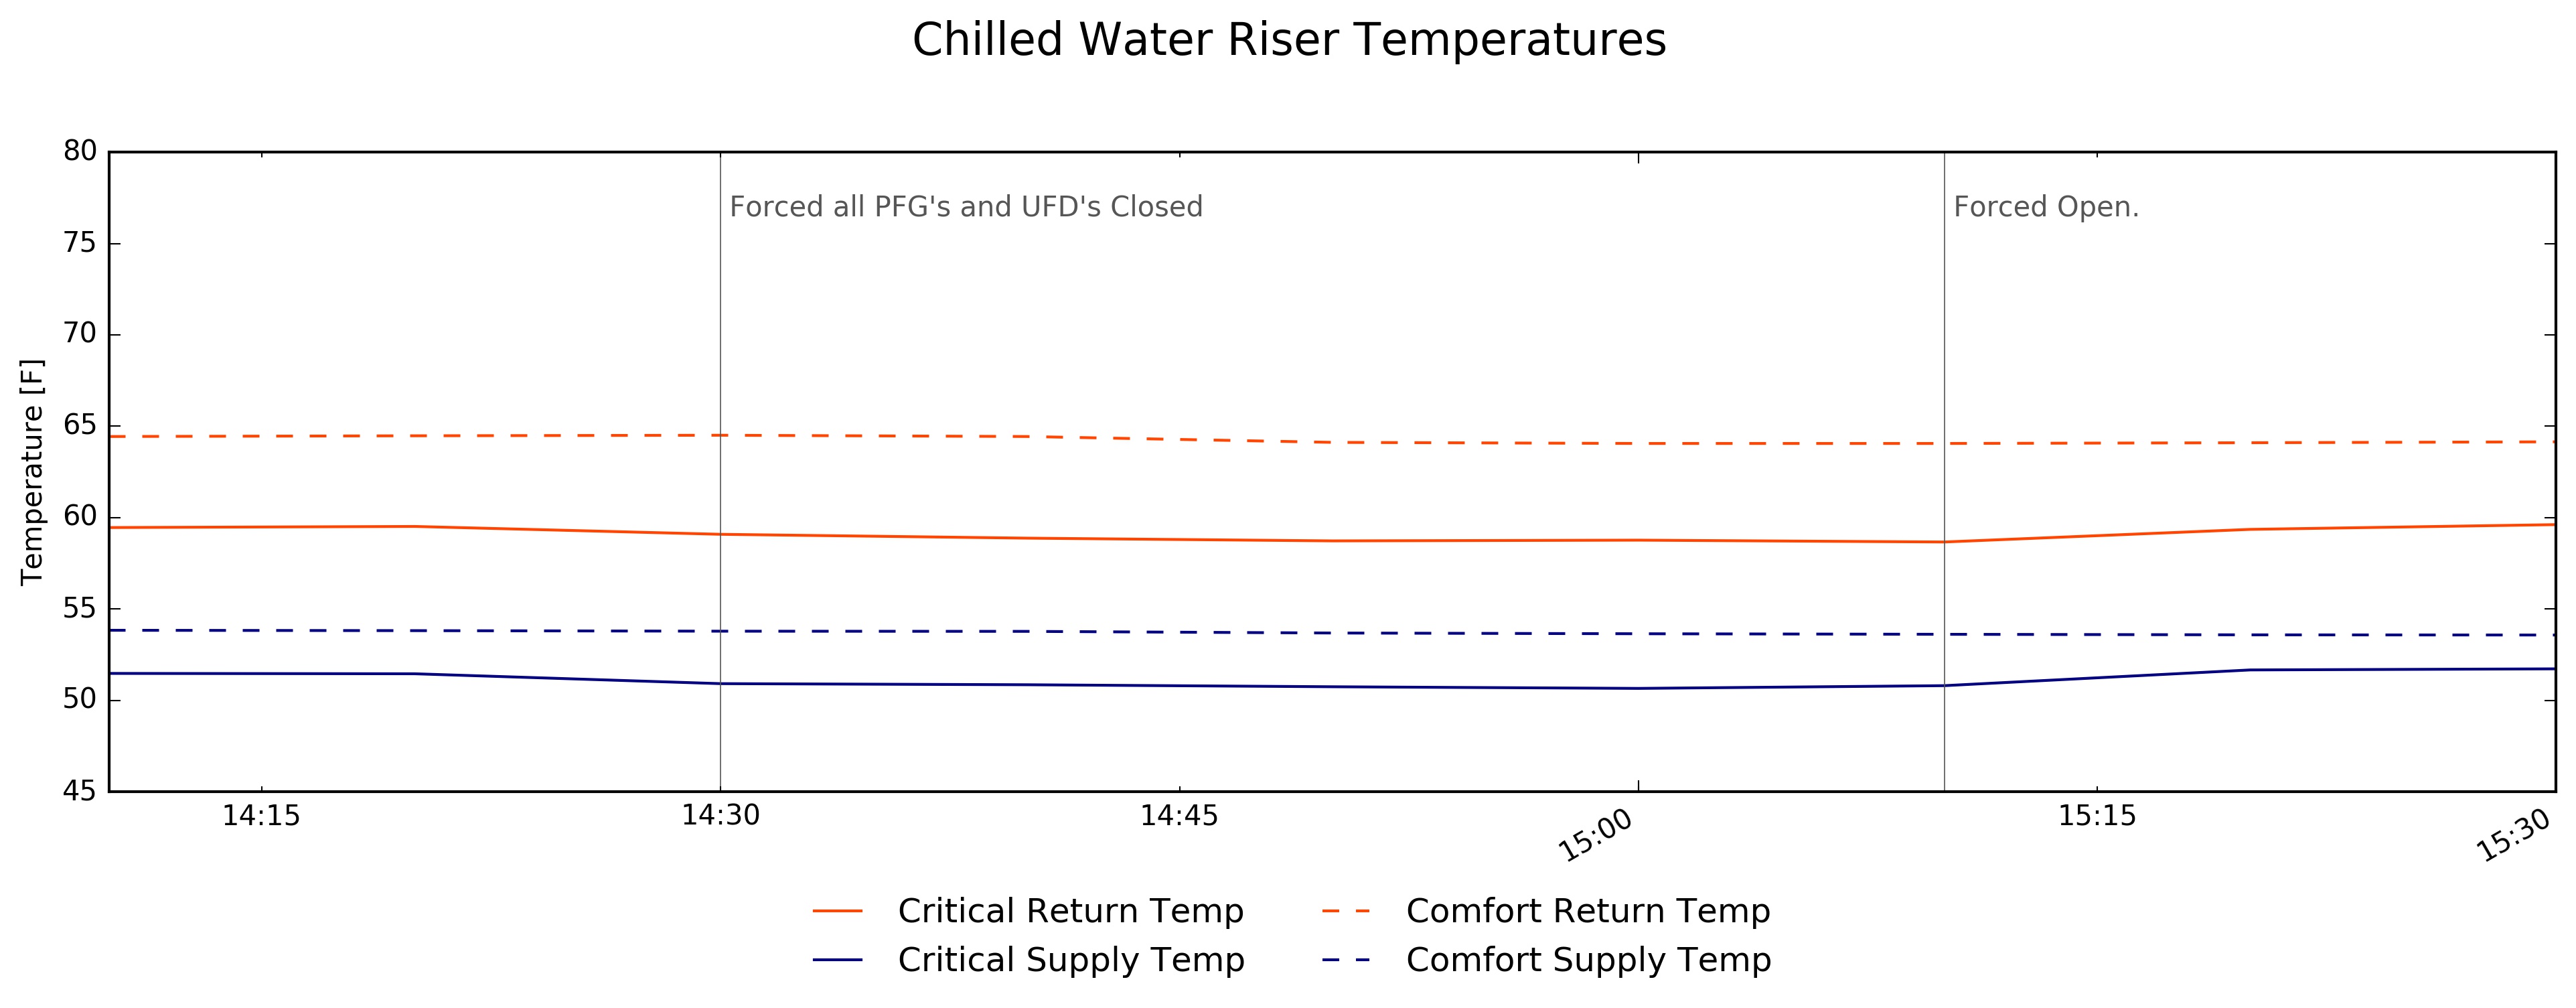 Chilled Water Riser Temperatures
80
75
70
65
60
55
50
45
Temperature [F]
Forced all PFG's and UFD's Closed
Forced Open.
14:15
14:30
14:45
15:00
15:15
15:30
Critical Return Temp
Critical Supply Temp
Comfort Return Temp
Comfort Supply Temp